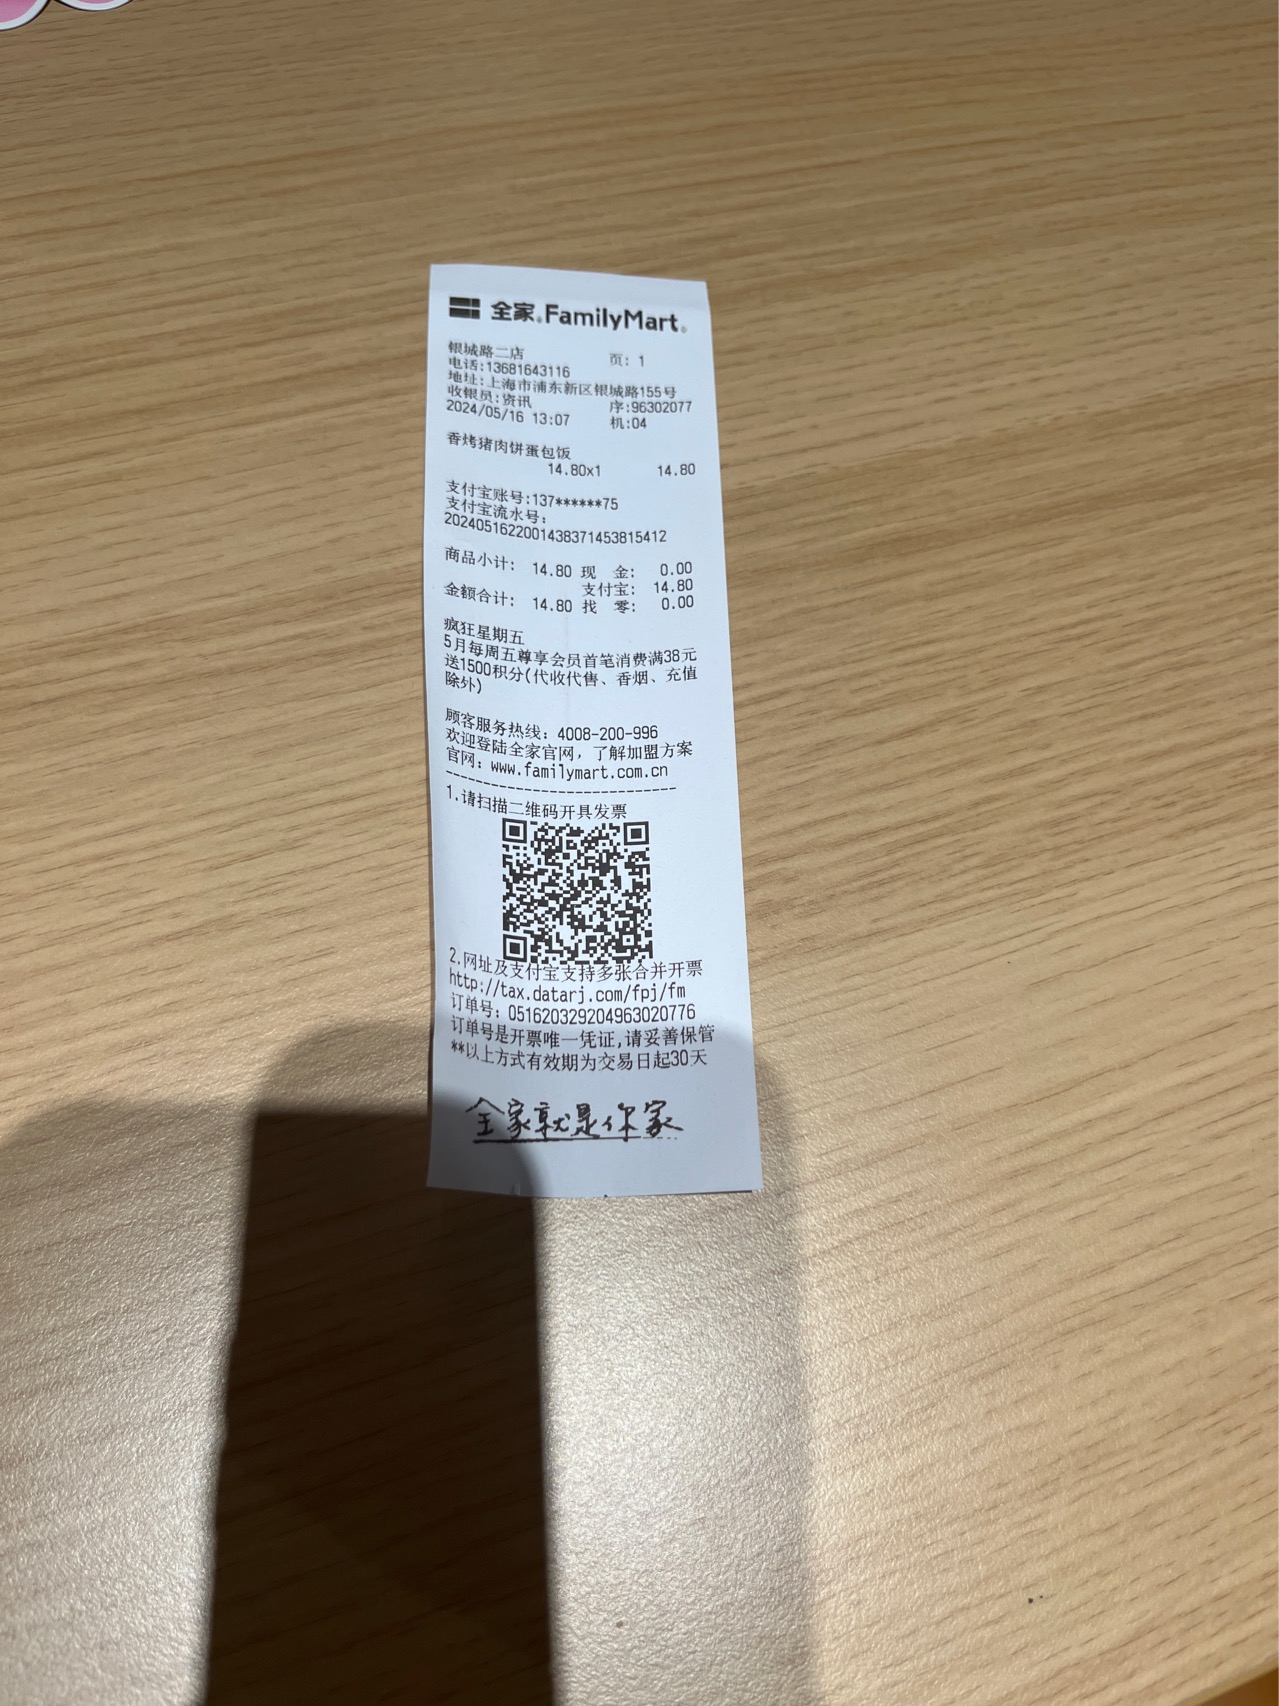 全家 FamilyMart
银城路二店 页: 1
电话:13681643116
地址:上海市浦东新区银城路155号
收银员:资讯 序:96302077
2024/05/16 13:07 机:04
香烤猪肉饼蛋包饭
14.80x1 14.80
支付宝账号:137******75
支付宝流水号:
2024051622001438371453815412
商品小计: 14.80 现 金: 0.00
支付宝: 14.80
金额合计: 14.80 找 零: 0.00
疯狂星期五
5月每周五尊享会员首笔消费满38元
送1500积分(代收代售、香烟、充值
除外)
顾客服务热线: 4008-200-996
欢迎登陆全家官网, 了解加盟方案
官网: www.familymart.com.cn
------------------------------
1.请扫描二维码开具发票
2.网址及支付宝支持多张合并开票
http://tax.datarj.com/fpj/fm
订单号: 051620329204963020776
订单号是开票唯一凭证,请妥善保管
**以上方式有效期为交易日起30天
全家就是你家